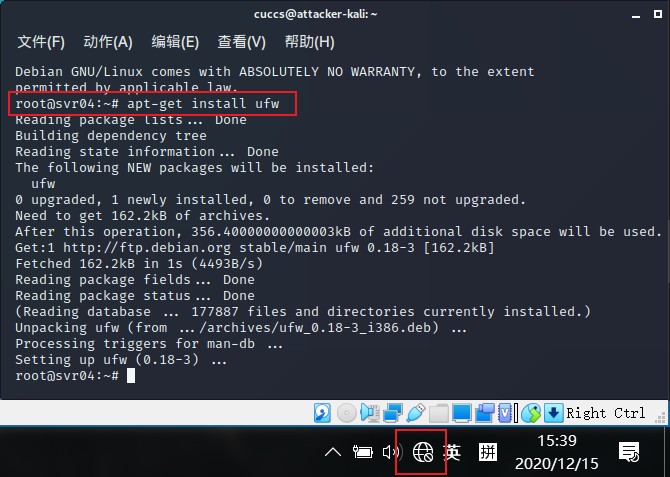 cuccs@attacker-kali: ~
文件(F) 动作(A) 编辑(E) 查看(V) 帮助(H)
Debian GNU/Linux comes with ABSOLUTELY NO WARRANTY, to the extent
permitted by applicable law.
root@svr04:~# apt-get install ufw
Reading package lists... Done
Building dependency tree
Reading state information... Done
The following NEW packages will be installed:
ufw
0 upgraded, 1 newly installed, 0 to remove and 259 not upgraded.
Need to get 162.2kB of archives.
After this operation, 356.40000000000003kB of additional disk space will be used.
Get:1 http://ftp.debian.org stable/main ufw 0.18-3 [162.2kB]
Fetched 162.2kB in 1s (4493B/s)
Reading package fields... Done
Reading package status... Done
(Reading database ... 177887 files and directories currently installed.)
Unpacking ufw (from .../archives/ufw_0.18-3_i386.deb) ...
Processing triggers for man-db ...
Setting up ufw (0.18-3) ...
root@svr04:~#
Right Ctrl
英 拼 15:39
2020/12/15